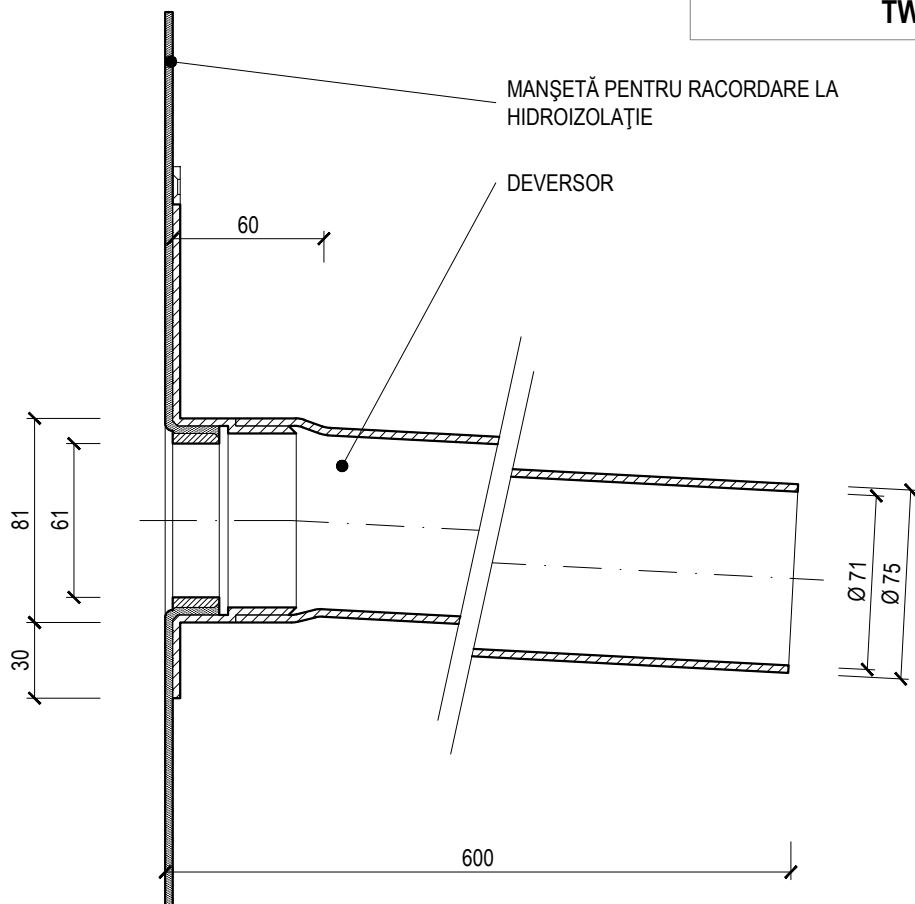 TW
MANŞETĂ PENTRU RACORDARE LA
HIDROIZOLAŢIE
DEVERSOR
60
81
61
30
Ø 71
Ø 75
600